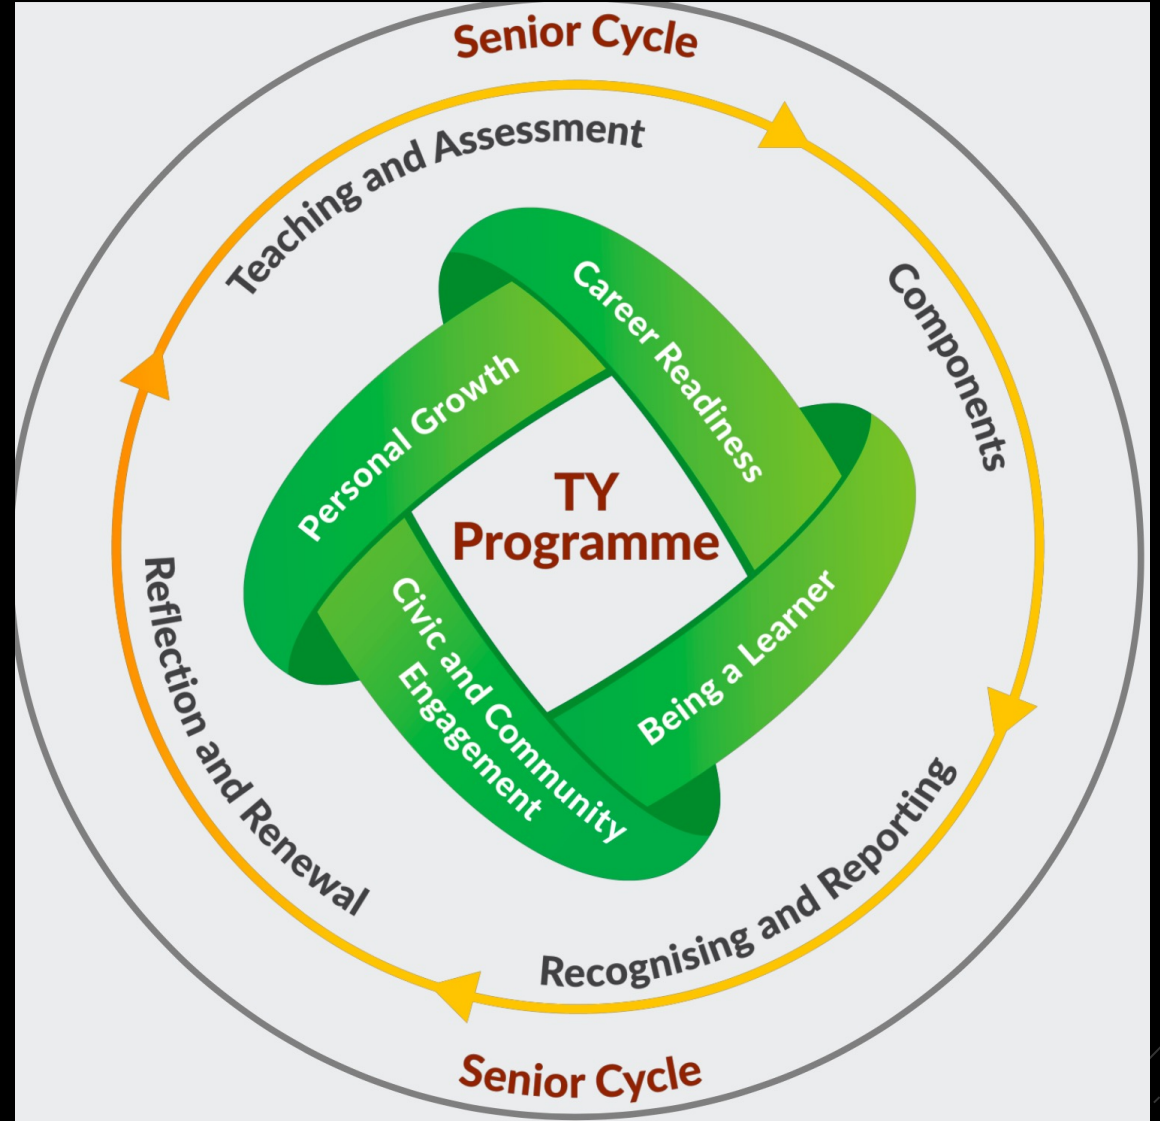 Senior Cycle
Teaching and Assessment
Components
Recognising and Reporting
Reflection and Renewal
Career Readiness
Personal Growth
TY
Programme
Being a Learner
Civic and Community
Engagement
Senior Cycle